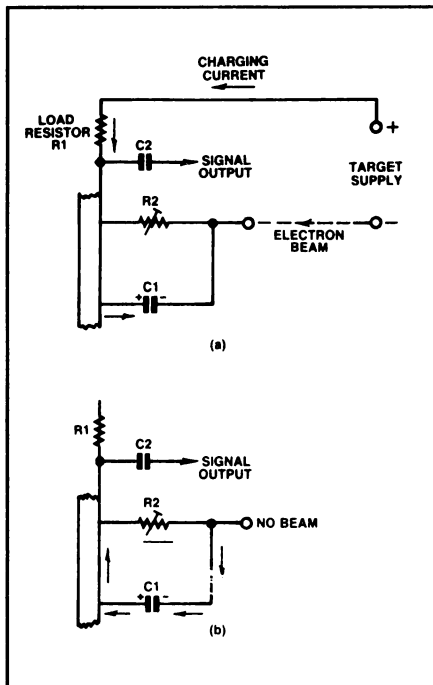 CHARGING
CURRENT
LOAD
RESISTOR
R1
+
C2
SIGNAL
OUTPUT
TARGET
SUPPLY
R2
-
ELECTRON
BEAM
C1
+ -
(a)
R1
C2
SIGNAL
OUTPUT
R2
NO BEAM
C1
+ -
(b)